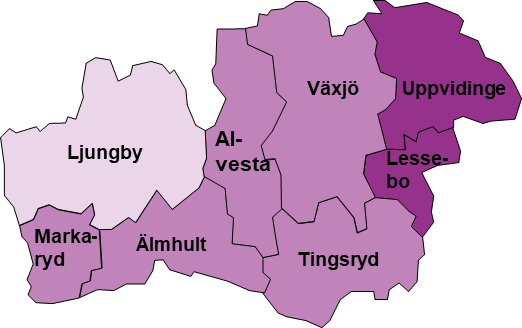 Växjö
Uppvidinge
Al-
vesta
Ljungby
Lesse-
bo
Marka-
ryd
Älmhult
Tingsryd